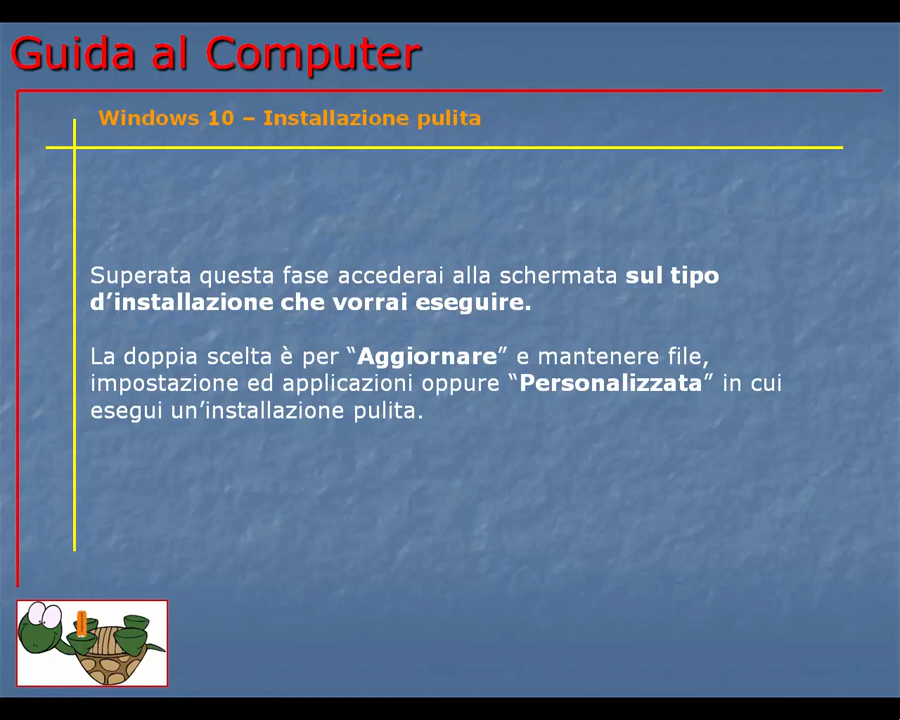 Guida al Computer
Windows 10 – Installazione pulita
Superata questa fase accederai alla schermata sul tipo
d’installazione che vorrai eseguire.
La doppia scelta è per “Aggiornare” e mantenere file,
impostazione ed applicazioni oppure “Personalizzata” in cui
esegui un’installazione pulita.